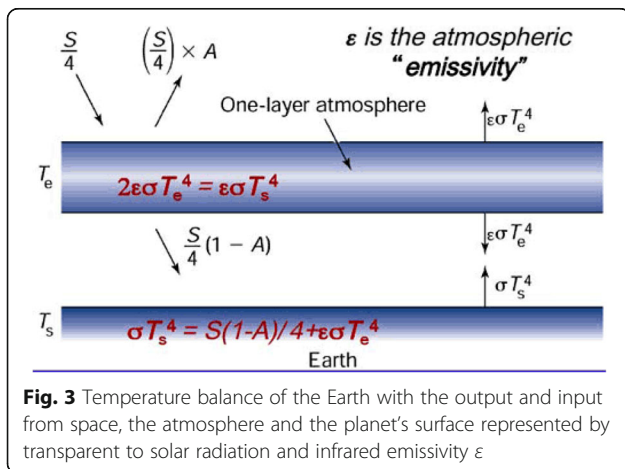 S/4
(S/4) × A
ε is the atmospheric
"emissivity"
One-layer atmosphere
εσTₑ⁴
Tₑ
2εσTₑ⁴ = εσTₛ⁴
S/4 (1 − A)
εσTₑ⁴
σTₛ⁴
Tₛ
σTₛ⁴ = S(1-A)/4+εσTₑ⁴
Earth
Fig. 3 Temperature balance of the Earth with the output and input
from space, the atmosphere and the planet's surface represented by
transparent to solar radiation and infrared emissivity ε